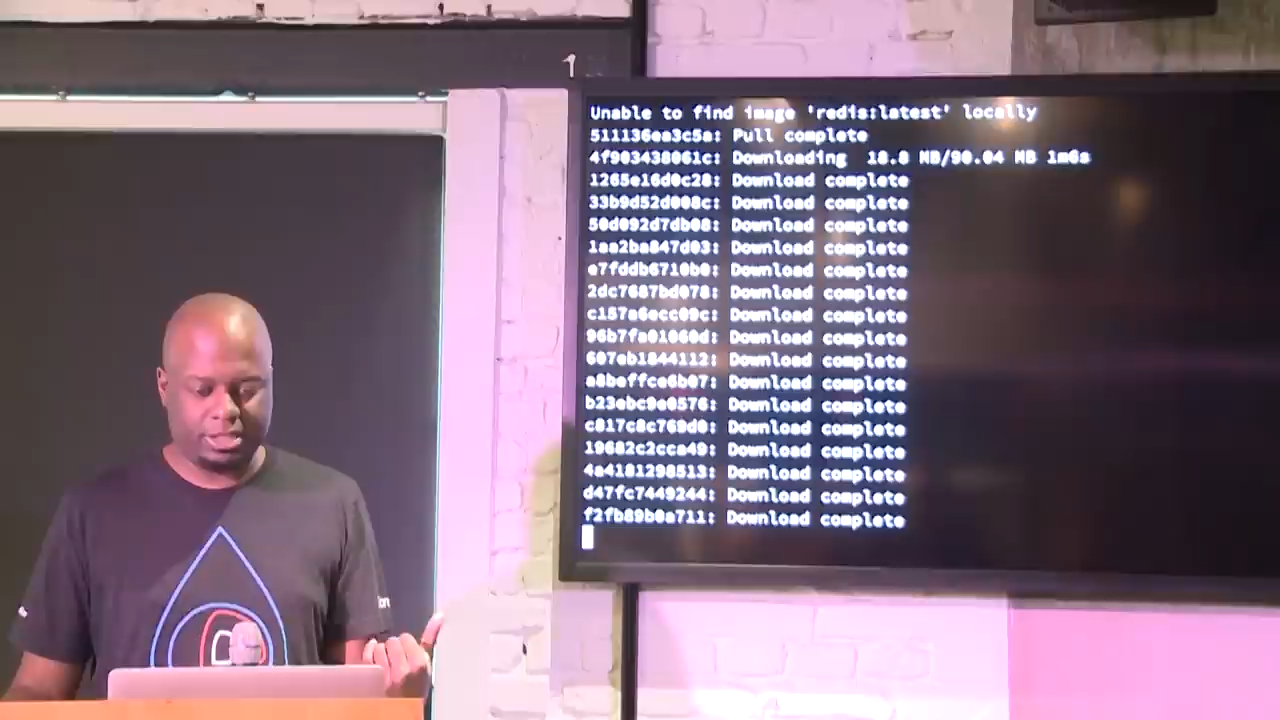 Unable to find image 'redis:latest' locally
511136ea3c5a: Pull complete
4f903438061c: Downloading 18.8 MB/90.04 MB 1m6s
1265e16d0c28: Download complete
33b9d52d008c: Download complete
50d092d7db08: Download complete
1aa2ba847d03: Download complete
e7fddb6710b0: Download complete
2dc7687bd078: Download complete
c157a6ecc09c: Download complete
96b7fa01060d: Download complete
607eb1844112: Download complete
a8beffce6b07: Download complete
b23ebc9e0576: Download complete
c817c8c769d0: Download complete
19682c2cca49: Download complete
4a4181298513: Download complete
d47fc7449244: Download complete
f2fb89b0a711: Download complete